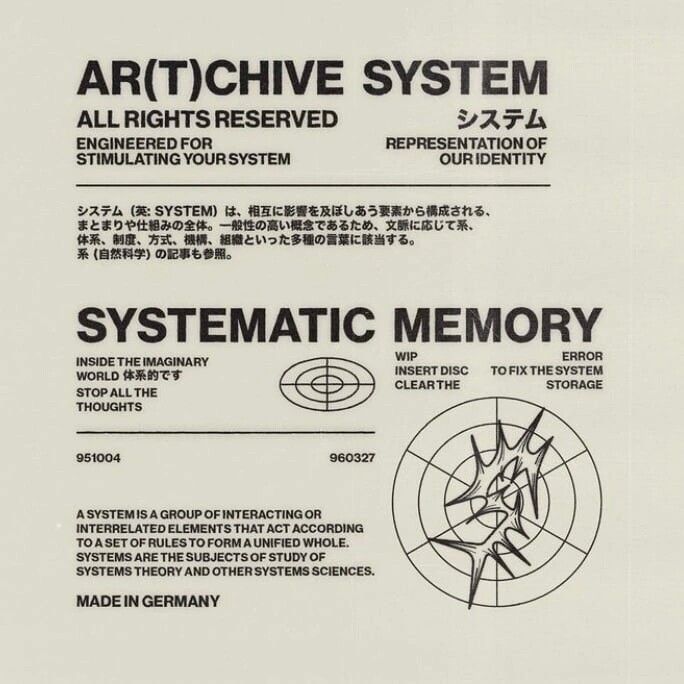 AR(T)CHIVE SYSTEM
ALL RIGHTS RESERVED システム
ENGINEERED FOR REPRESENTATION OF
STIMULATING YOUR SYSTEM OUR IDENTITY
システム（英: SYSTEM）は、相互に影響を及ぼしあう要素から構成される、
まとまりや仕組みの全体。一般性の高い概念であるため、文脈に応じて系、
体系、制度、方式、機構、組織といった多種の言葉に該当する。
系 (自然科学) の記事も参照。
SYSTEMATIC MEMORY
INSIDE THE IMAGINARY
WORLD 体系的です
STOP ALL THE
THOUGHTS
WIP ERROR
INSERT DISC TO FIX THE SYSTEM
CLEAR THE STORAGE
951004 960327
A SYSTEM IS A GROUP OF INTERACTING OR
INTERRELATED ELEMENTS THAT ACT ACCORDING
TO A SET OF RULES TO FORM A UNIFIED WHOLE.
SYSTEMS ARE THE SUBJECTS OF STUDY OF
SYSTEMS THEORY AND OTHER SYSTEMS SCIENCES.
MADE IN GERMANY